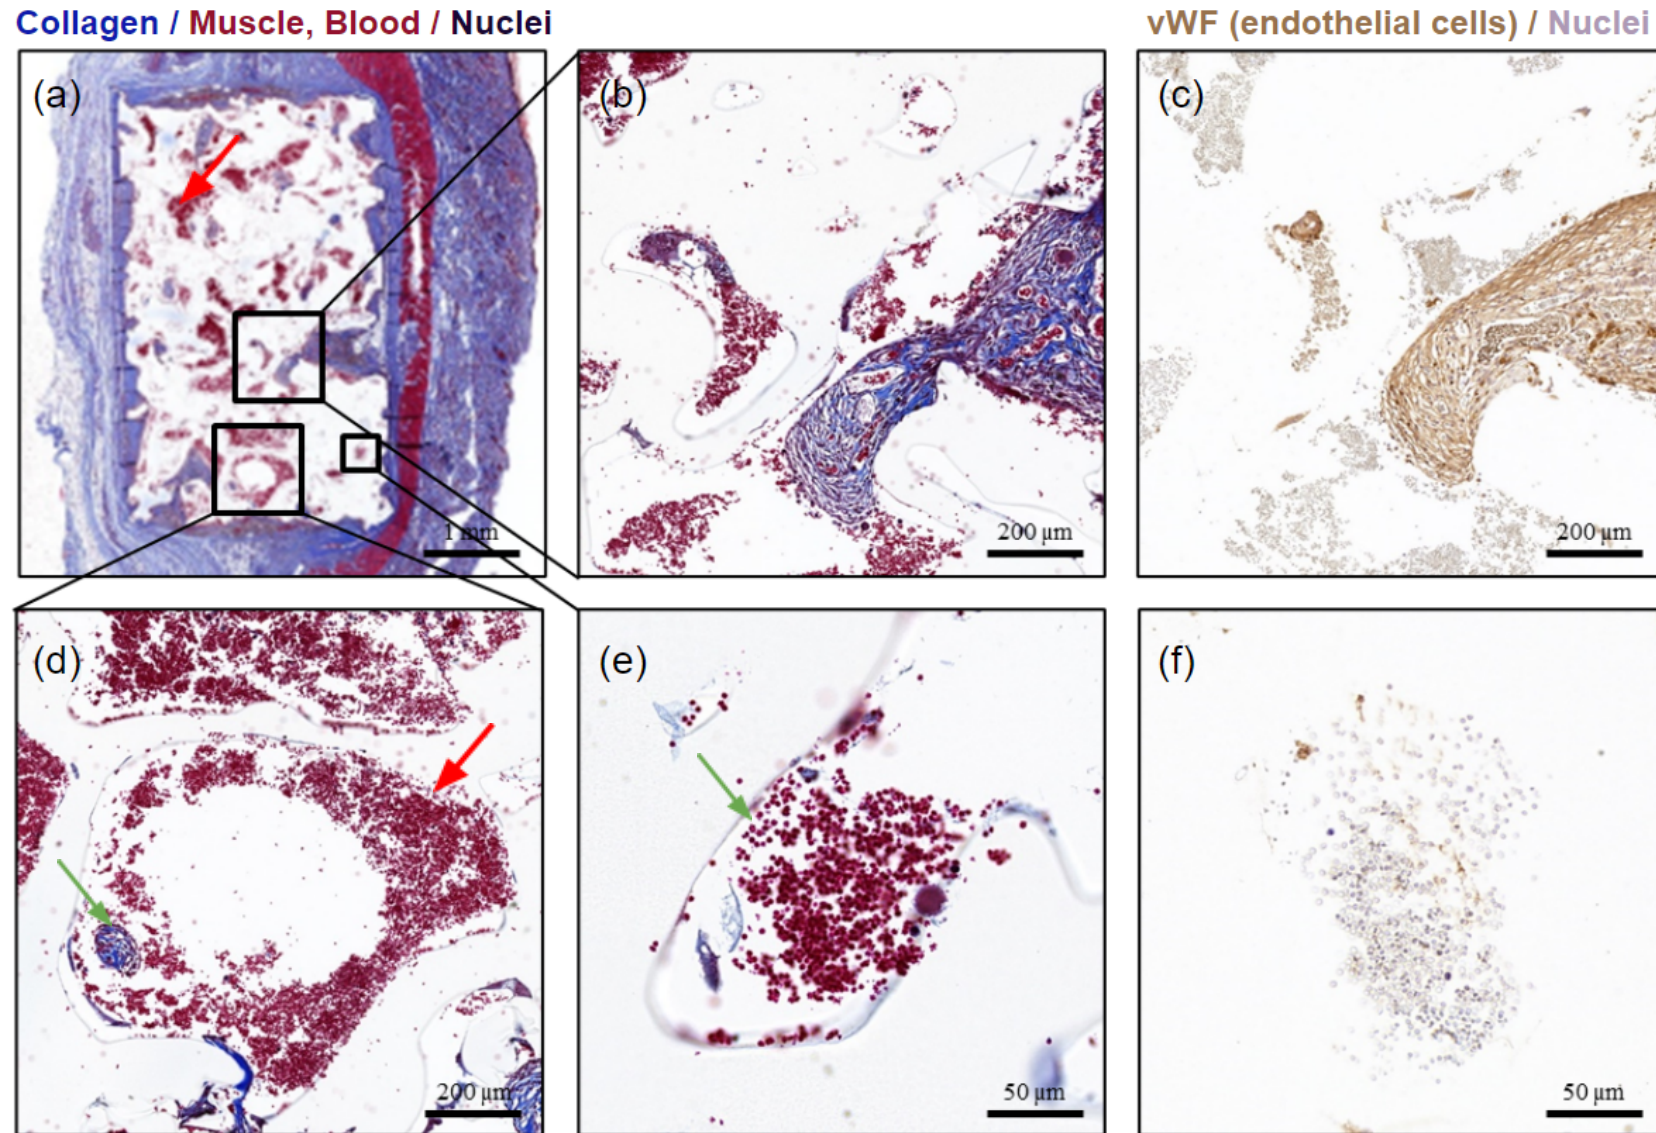 Collagen / Muscle, Blood / Nuclei
vWF (endothelial cells) / Nuclei
(a)
1 mm
(b)
200 µm
(c)
200 µm
(d)
200 µm
(e)
50 µm
(f)
50 µm